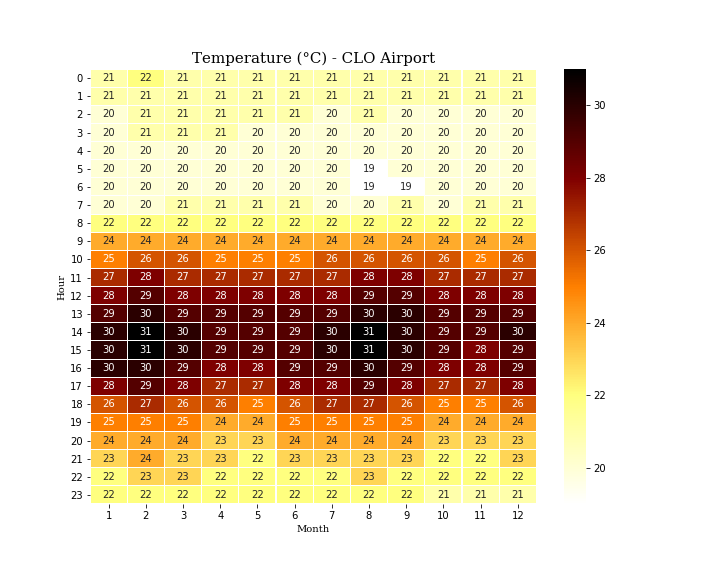 Temperature (°C) - CLO Airport
0 21 22 21 21 21 21 21 21 21 21 21 21
1 21 21 21 21 21 21 21 21 21 21 21 21
2 20 21 21 21 21 21 20 21 20 20 20 20
3 20 21 21 21 20 20 20 20 20 20 20 20
4 20 20 20 20 20 20 20 20 20 20 20 20
5 20 20 20 20 20 20 20 19 20 20 20 20
6 20 20 20 20 20 20 20 19 19 20 20 20
7 20 20 21 21 21 21 20 20 21 20 21 21
8 22 22 22 22 22 22 22 22 22 22 22 22
9 24 24 24 24 24 24 24 24 24 24 24 24
10 25 26 26 25 25 25 26 26 26 26 25 26
11 27 28 27 27 27 27 27 28 28 27 27 27
12 28 29 28 28 28 28 28 29 29 28 28 28
13 29 30 29 29 29 29 29 30 30 29 29 29
14 30 31 30 29 29 29 30 31 30 29 29 30
15 30 31 30 29 29 29 30 31 30 29 28 29
16 30 30 29 28 28 29 29 30 29 28 28 29
17 28 29 28 27 27 28 28 29 28 27 27 28
18 26 27 26 26 25 26 27 27 26 25 25 26
19 25 25 25 24 24 25 25 25 25 24 24 24
20 24 24 24 23 23 24 24 24 24 23 23 23
21 23 24 23 23 22 23 23 23 23 22 22 23
22 22 23 23 22 22 22 22 23 22 22 22 22
23 22 22 22 22 22 22 22 22 22 21 21 21
1 2 3 4 5 6 7 8 9 10 11 12
Month
Hour
30
28
26
24
22
20